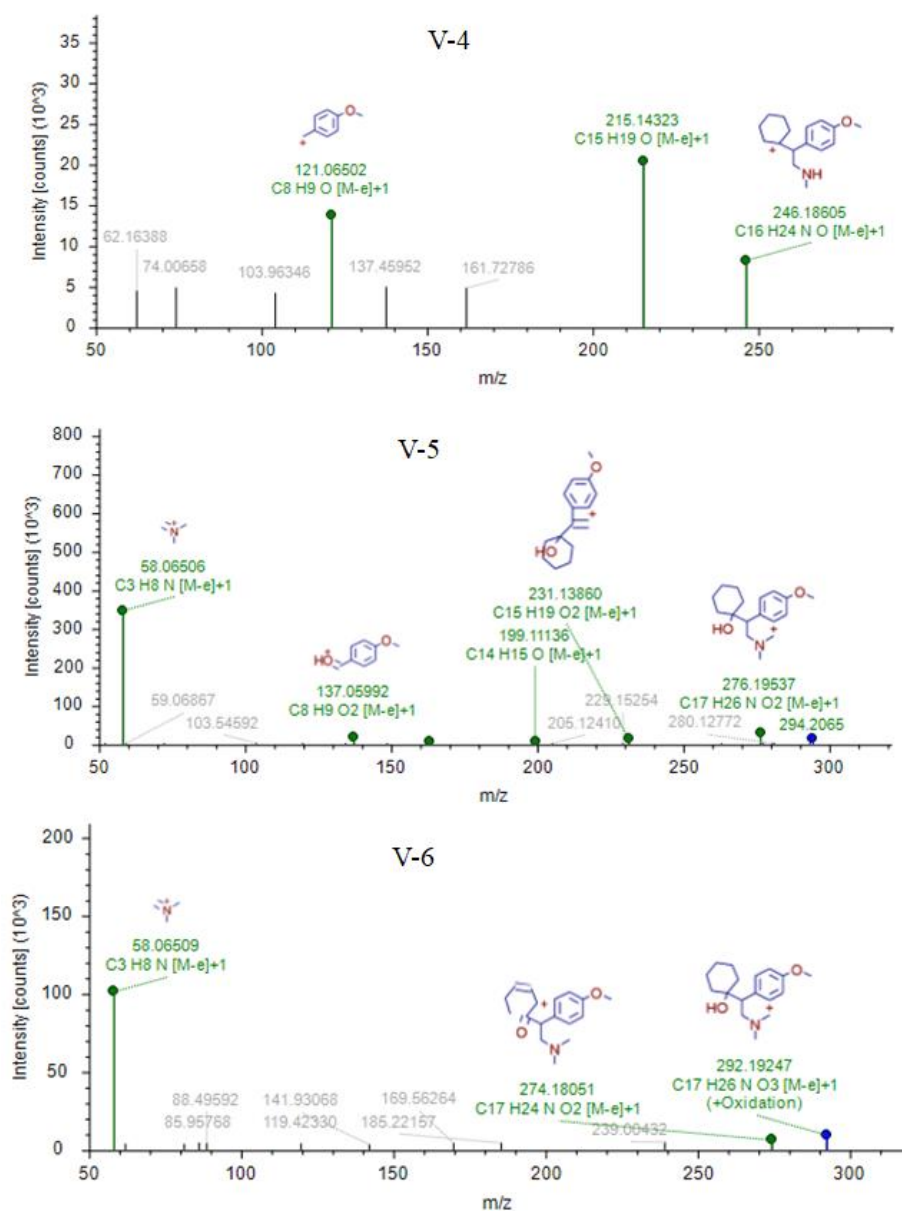 V-4
Intensity [counts] (10^3)
35
30
25
20
15
10
5
0
62.16388
74.00658
103.96346
O
+
121.06502
C8 H9 O [M-e]+1
137.45952
161.72786
215.14323
C15 H19 O [M-e]+1
O
+
NH
246.18605
C16 H24 N O [M-e]+1
50
100
150
200
250
m/z
V-5
Intensity [counts] (10^3)
800
700
600
500
400
300
200
100
0
+
N
58.06506
C3 H8 N [M-e]+1
59.06867
103.54592
HO
+
O
137.05992
C8 H9 O2 [M-e]+1
O
+
HO
231.13860
C15 H19 O2 [M-e]+1
199.11136
C14 H15 O [M-e]+1
205.12410
229.15254
O
HO
+
N
276.19537
C17 H26 N O2 [M-e]+1
280.12772
294.2065
50
100
150
200
250
300
m/z
V-6
Intensity [counts] (10^3)
200
150
100
50
0
+
N
58.06509
C3 H8 N [M-e]+1
88.49592
85.95768
141.93068
119.42330
169.56264
185.22157
239.00432
+
O
O
N
274.18051
C17 H24 N O2 [M-e]+1
O
HO
+
N
292.19247
C17 H26 N O3 [M-e]+1
(+Oxidation)
50
100
150
200
250
300
m/z